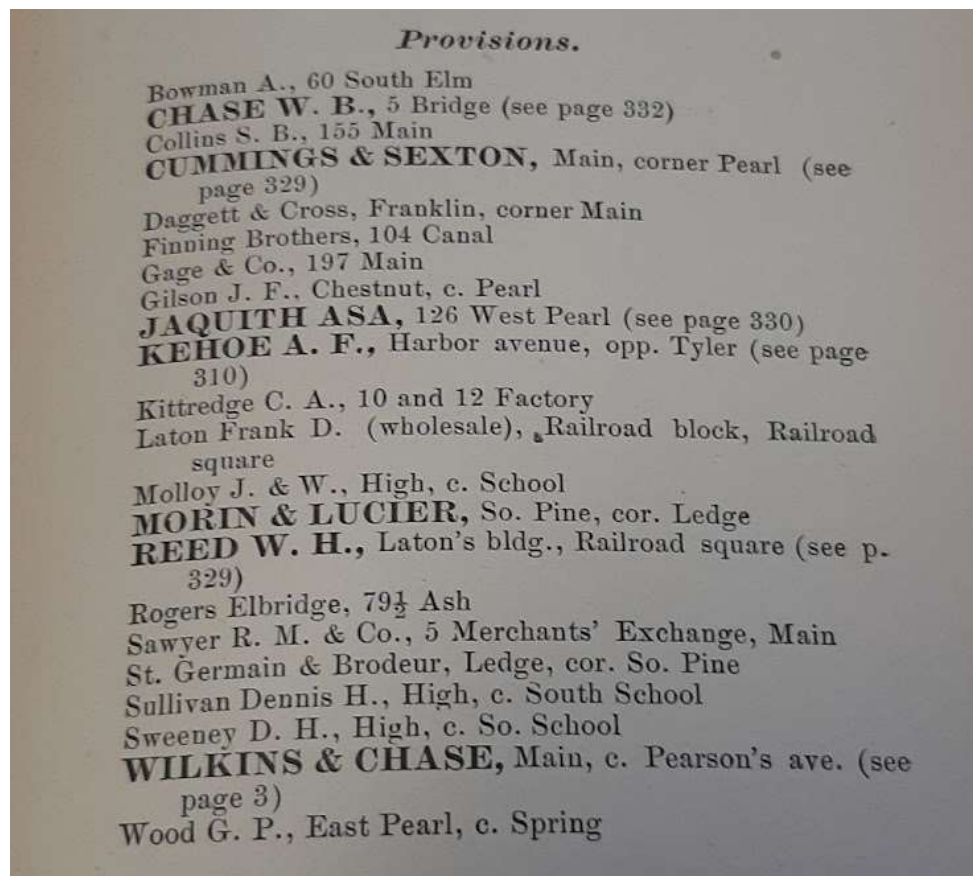 Provisions.
Bowman A., 60 South Elm
CHASE W. B., 5 Bridge (see page 332)
Collins S. B., 155 Main
CUMMINGS & SEXTON, Main, corner Pearl (see
page 329)
Daggett & Cross, Franklin, corner Main
Finning Brothers, 104 Canal
Gage & Co., 197 Main
Gilson J. F., Chestnut, c. Pearl
JAQUITH ASA, 126 West Pearl (see page 330)
KEHOE A. F., Harbor avenue, opp. Tyler (see page
310)
Kittredge C. A., 10 and 12 Factory
Laton Frank D. (wholesale), Railroad block, Railroad
square
Molloy J. & W., High, c. School
MORIN & LUCIER, So. Pine, cor. Ledge
REED W. H., Laton's bldg., Railroad square (see p.
329)
Rogers Elbridge, 79½ Ash
Sawyer R. M. & Co., 5 Merchants' Exchange, Main
St. Germain & Brodeur, Ledge, cor. So. Pine
Sullivan Dennis H., High, c. South School
Sweeney D. H., High, c. So. School
WILKINS & CHASE, Main, c. Pearson's ave. (see
page 3)
Wood G. P., East Pearl, c. Spring